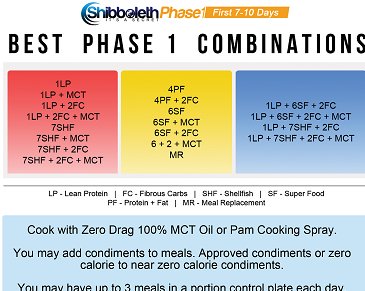 Shibboleth Phase1 First 7-10 Days
IT'S A SECRET
BEST PHASE 1 COMBINATIONS
1LP
1LP + MCT
1LP + 2FC
1LP + 2FC + MCT
7SHF
7SHF + MCT
7SHF + 2FC
7SHF + 2FC + MCT
4PF
4PF + 2FC
6SF
6SF + MCT
6SF + 2FC
6 + 2 + MCT
MR
1LP + 6SF + 2FC
1LP + 6SF + 2FC + MCT
1LP + 7SHF + 2FC
1LP + 7SHF + 2FC + MCT
LP - Lean Protein | FC - Fibrous Carbs | SHF - Shellfish | SF - Super Food
PF - Protein + Fat | MR - Meal Replacement
Cook with Zero Drag 100% MCT Oil or Pam Cooking Spray.
You may add condiments to meals. Approved condiments or zero
calorie to near zero calorie condiments.
You may have up to 3 meals in a portion control plate each day